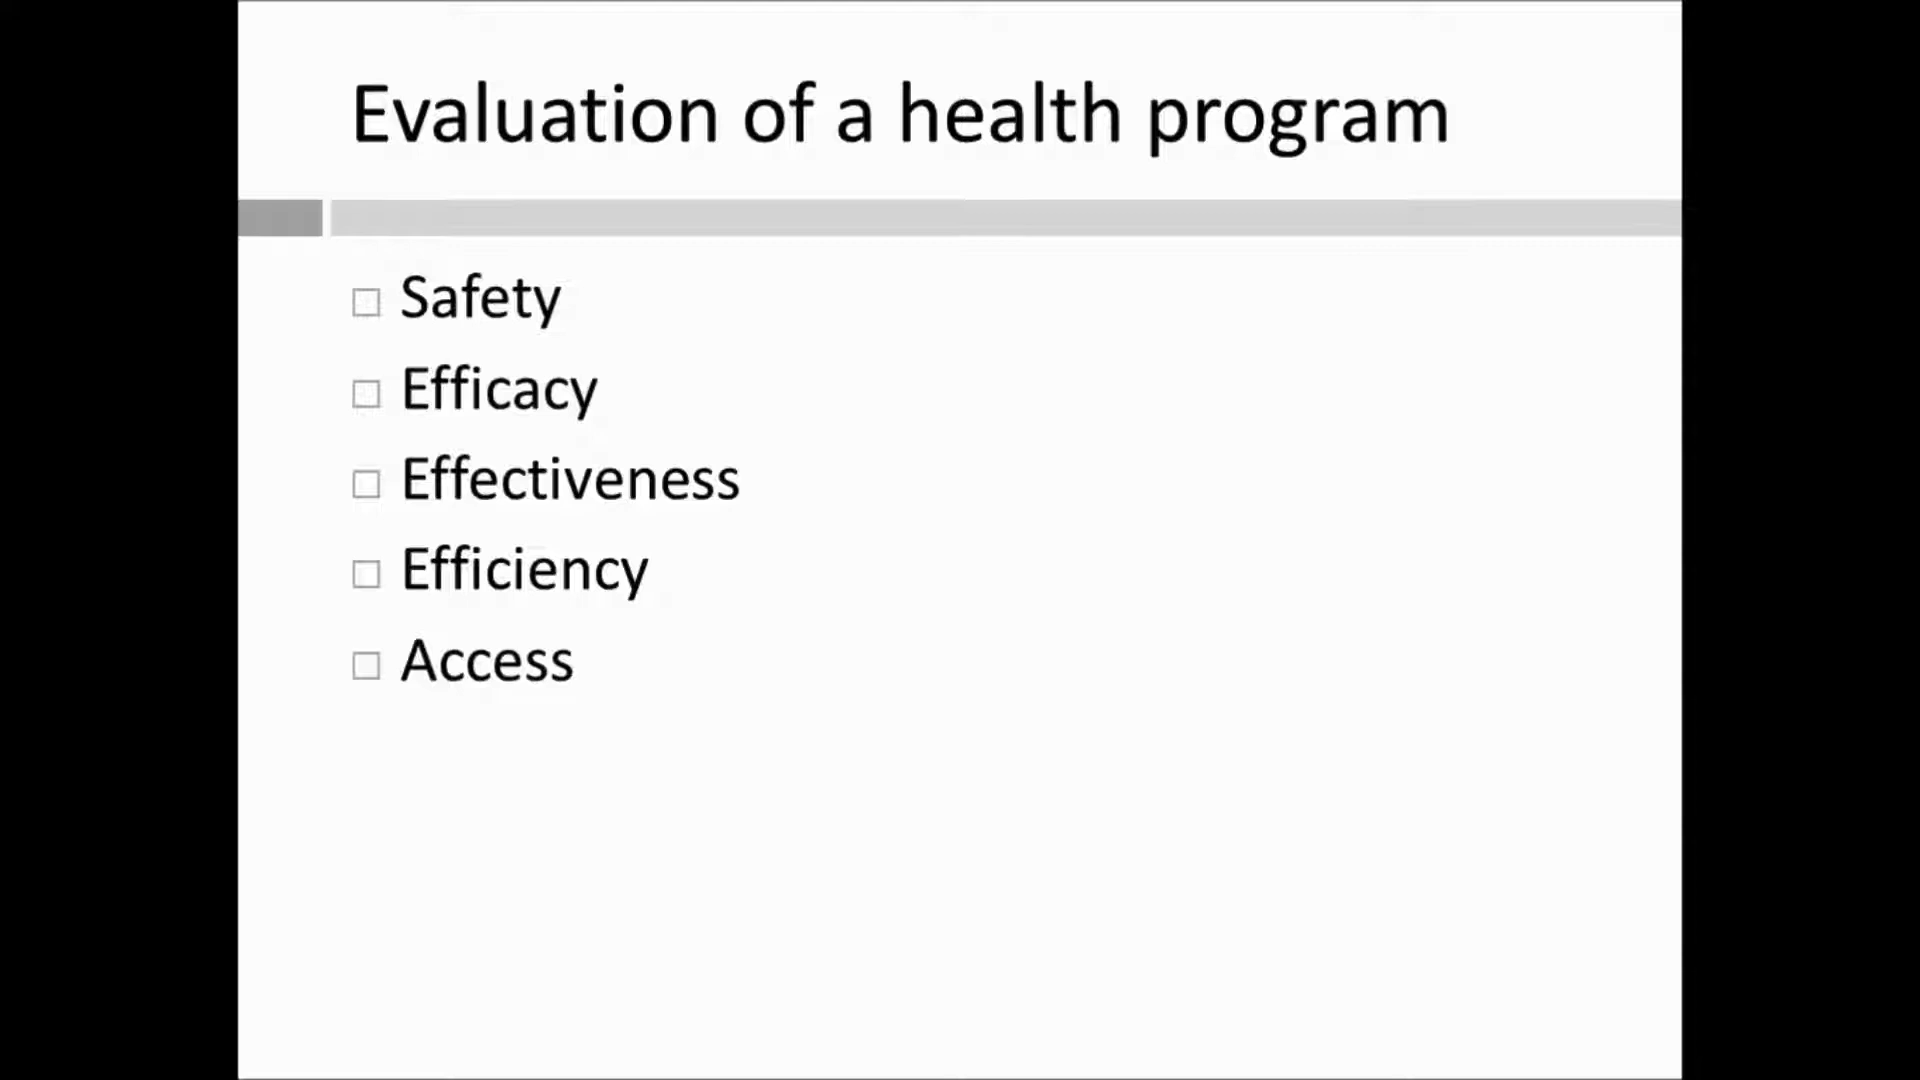 Evaluation of a health program
Safety
Efficacy
Effectiveness
Efficiency
Access